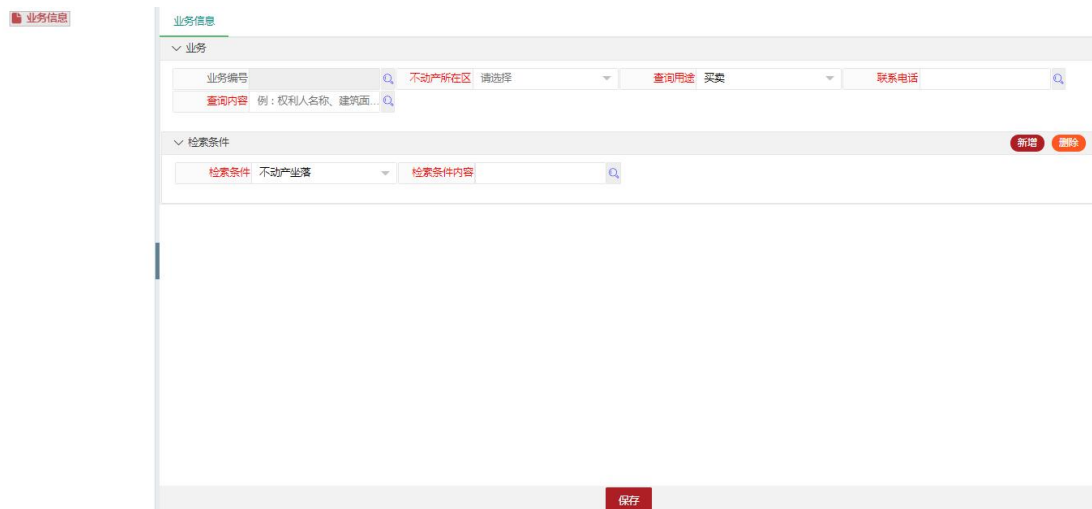 业务信息
业务信息
业务
业务编号 不动产所在区 请选择 查询用途 买卖 联系电话
查询内容 例：权利人名称、建筑面...
检索条件 新增 删除
检索条件 不动产坐落 检索条件内容
保存